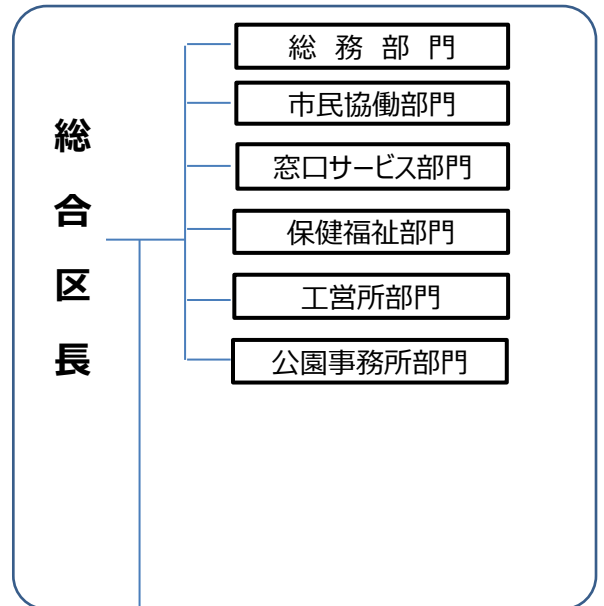 総合区長
総 務 部 門
市民協働部門
窓口サービス部門
保健福祉部門
工営所部門
公園事務所部門